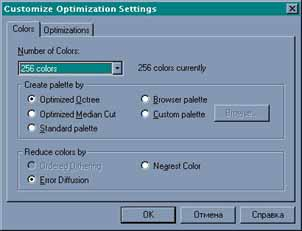 Customize Optimization Settings
Colors Optimizations
Number of Colors:
256 colors 256 colors currently
Create palette by
Optimized Octree Browser palette
Optimized Median Cut Custom palette Browse...
Standard palette
Reduce colors by
Ordered Dithering Nearest Color
Error Diffusion
OK Отмена Справка